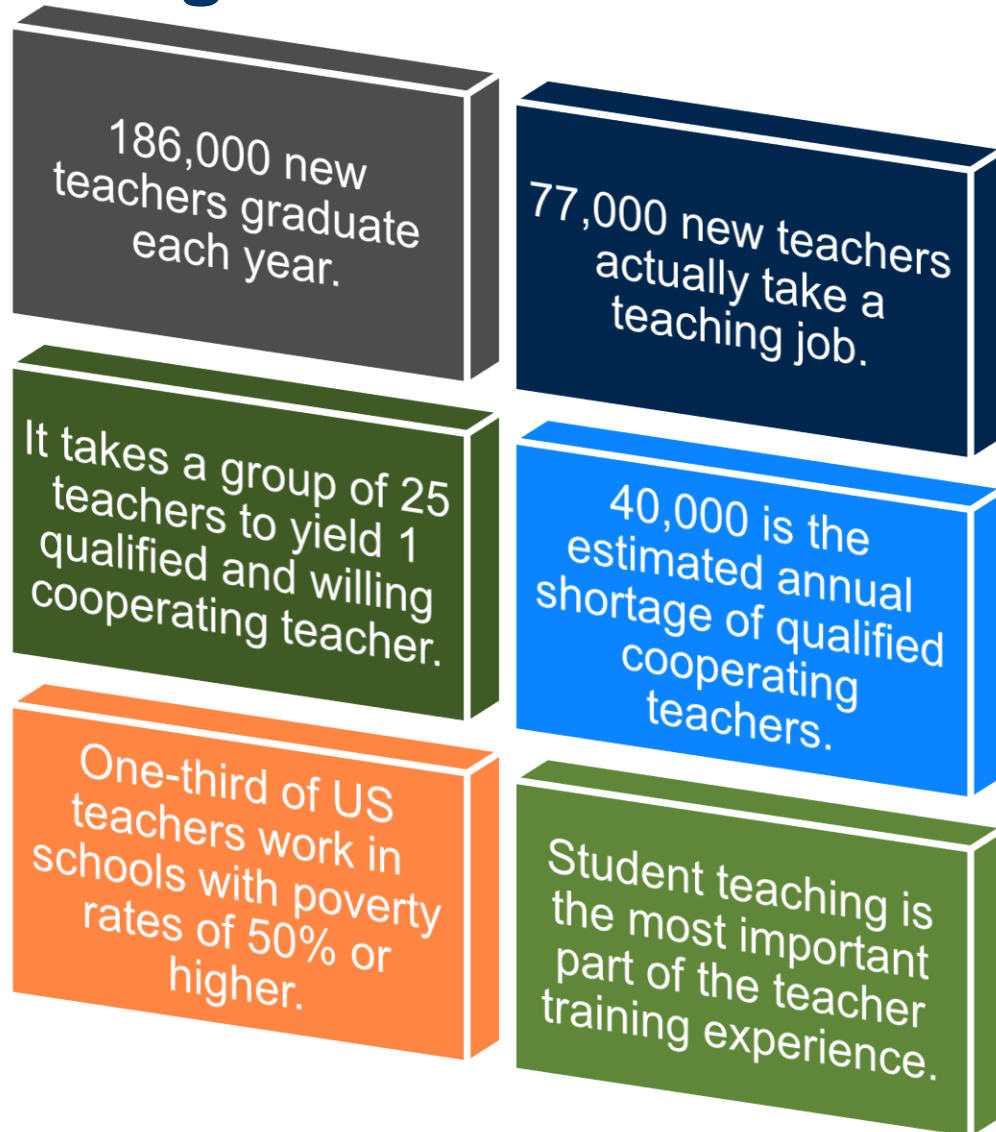 186,000 new
teachers graduate
each year.
77,000 new teachers
actually take a
teaching job.
It takes a group of 25
teachers to yield 1
qualified and willing
cooperating teacher.
40,000 is the
estimated annual
shortage of qualified
cooperating
teachers.
One-third of US
teachers work in
schools with poverty
rates of 50% or
higher.
Student teaching is
the most important
part of the teacher
training experience.